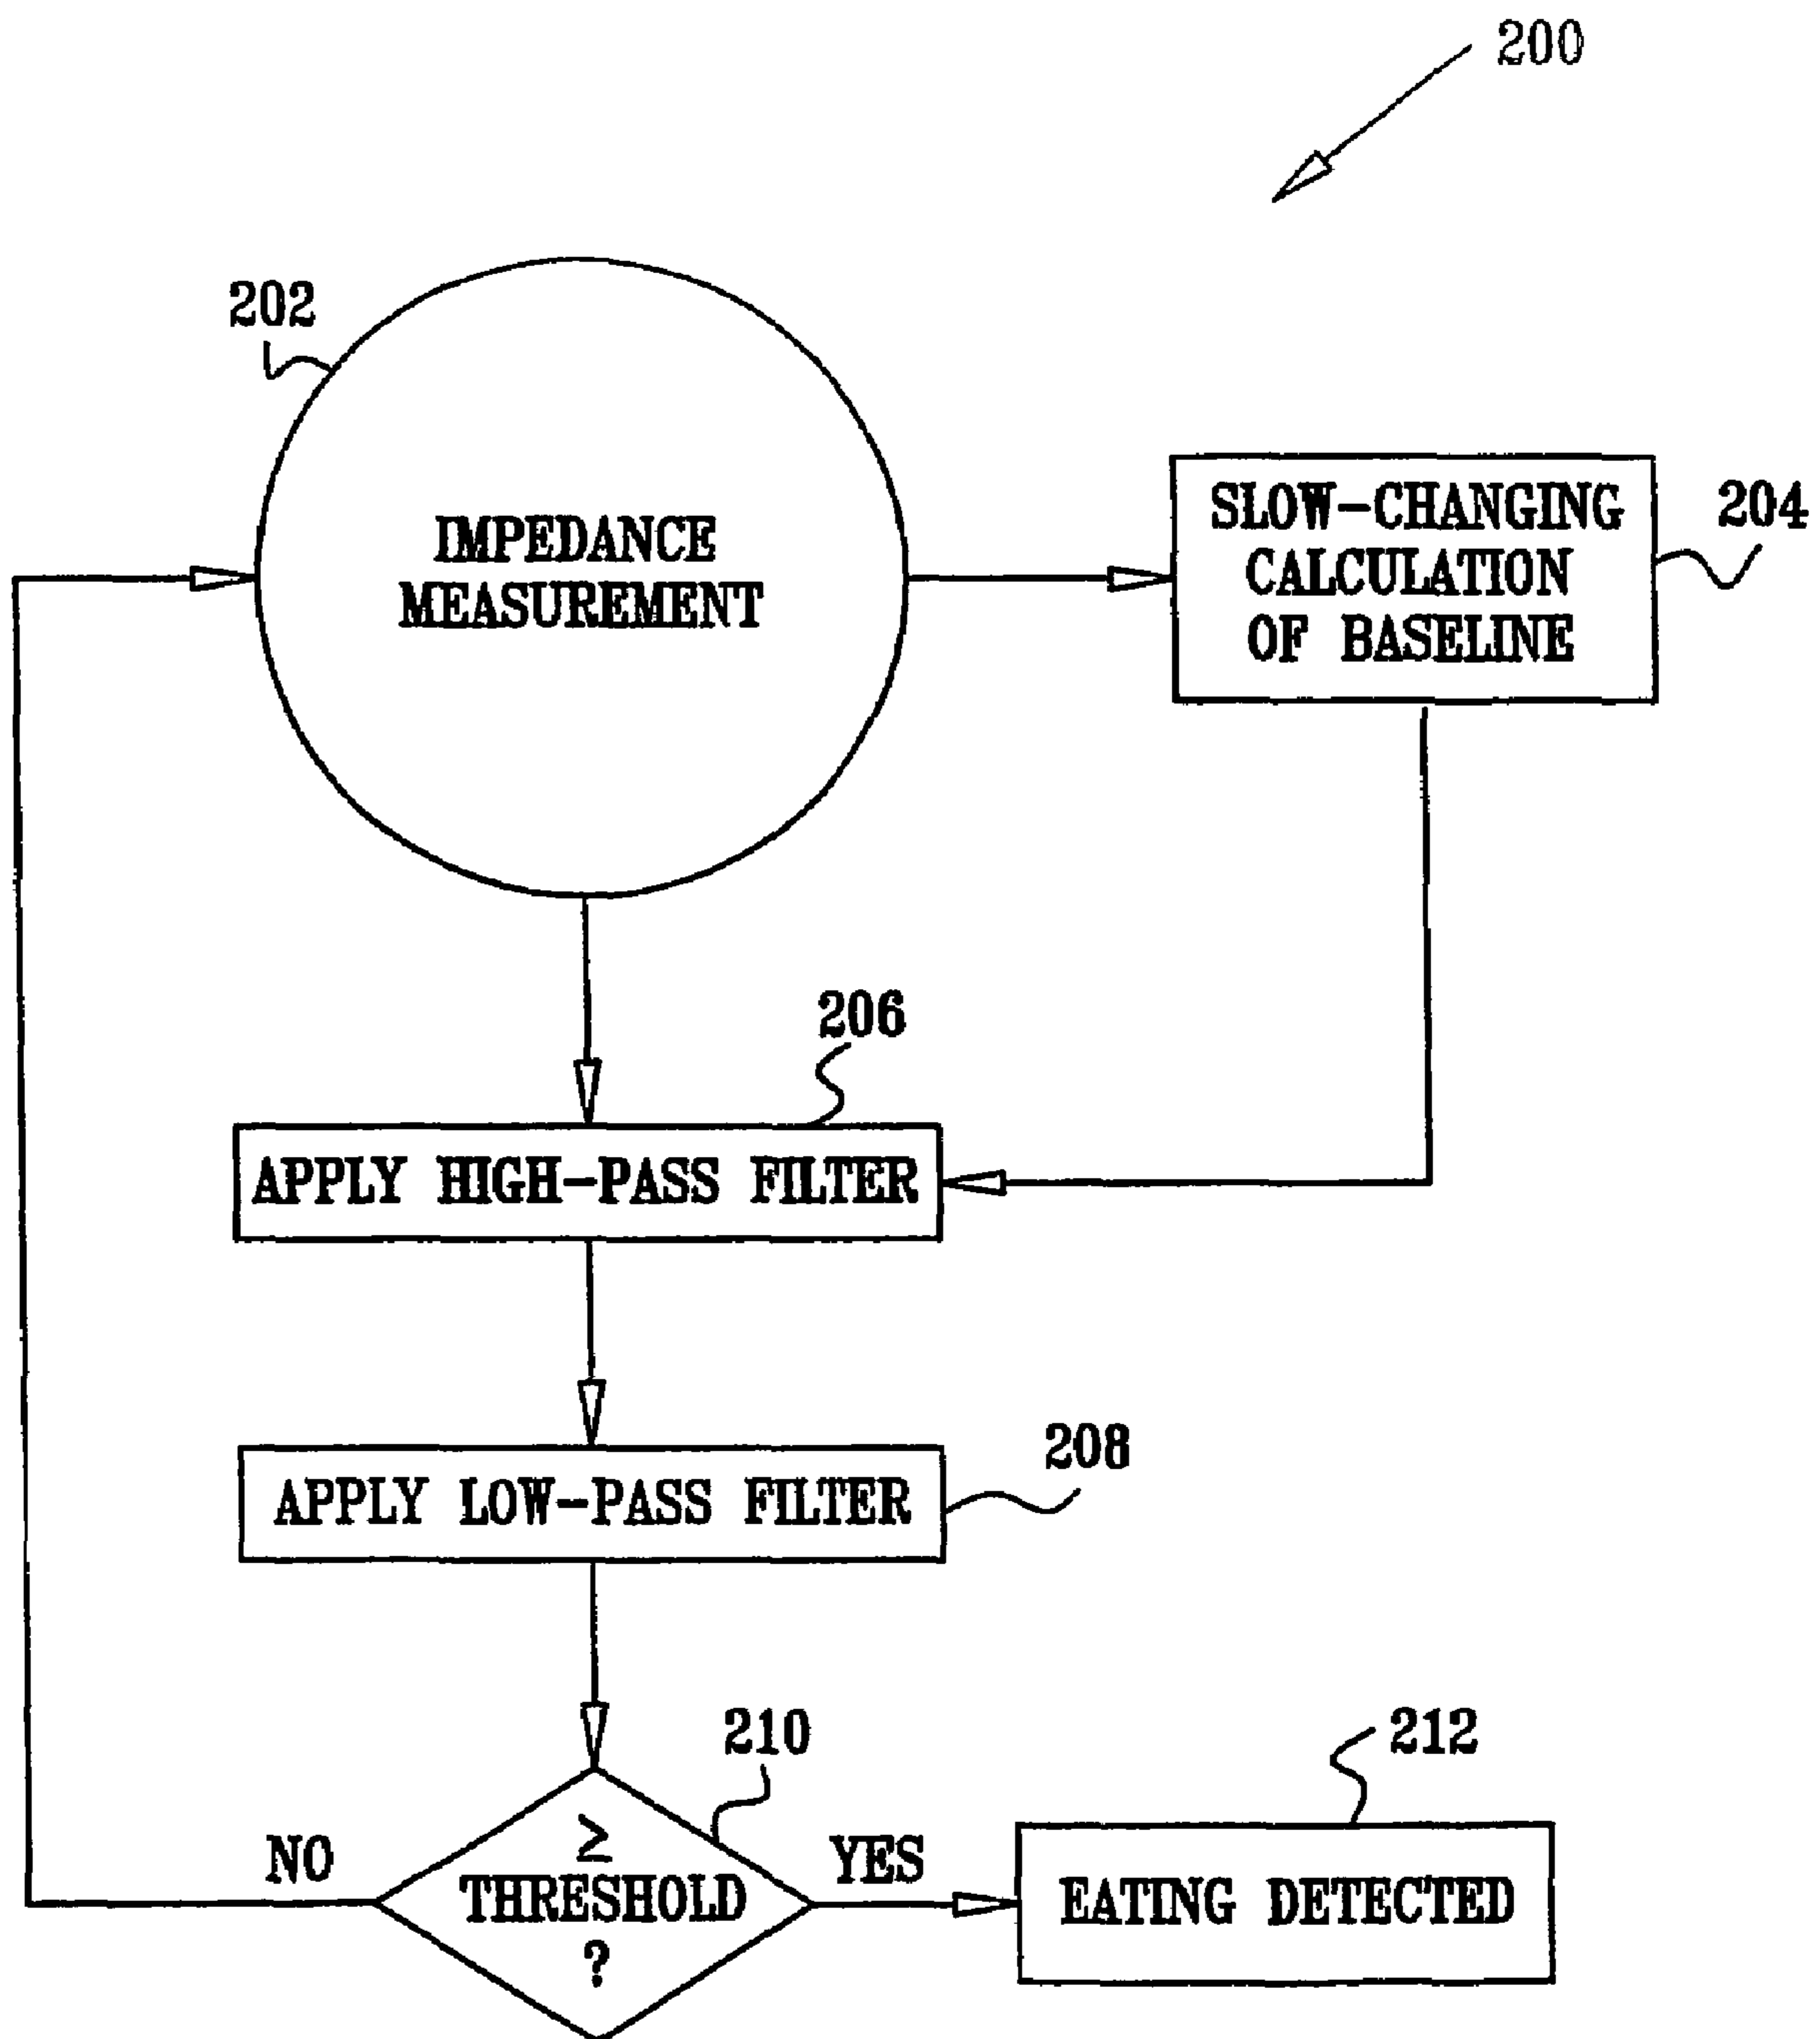 200
202
IMPEDANCE
MEASUREMENT
SLOW-CHANGING
CALCULATION
OF BASELINE
204
206
APPLY HIGH-PASS FILTER
208
APPLY LOW-PASS FILTER
210
212
NO
≥
THRESHOLD
?
YES
EATING DETECTED